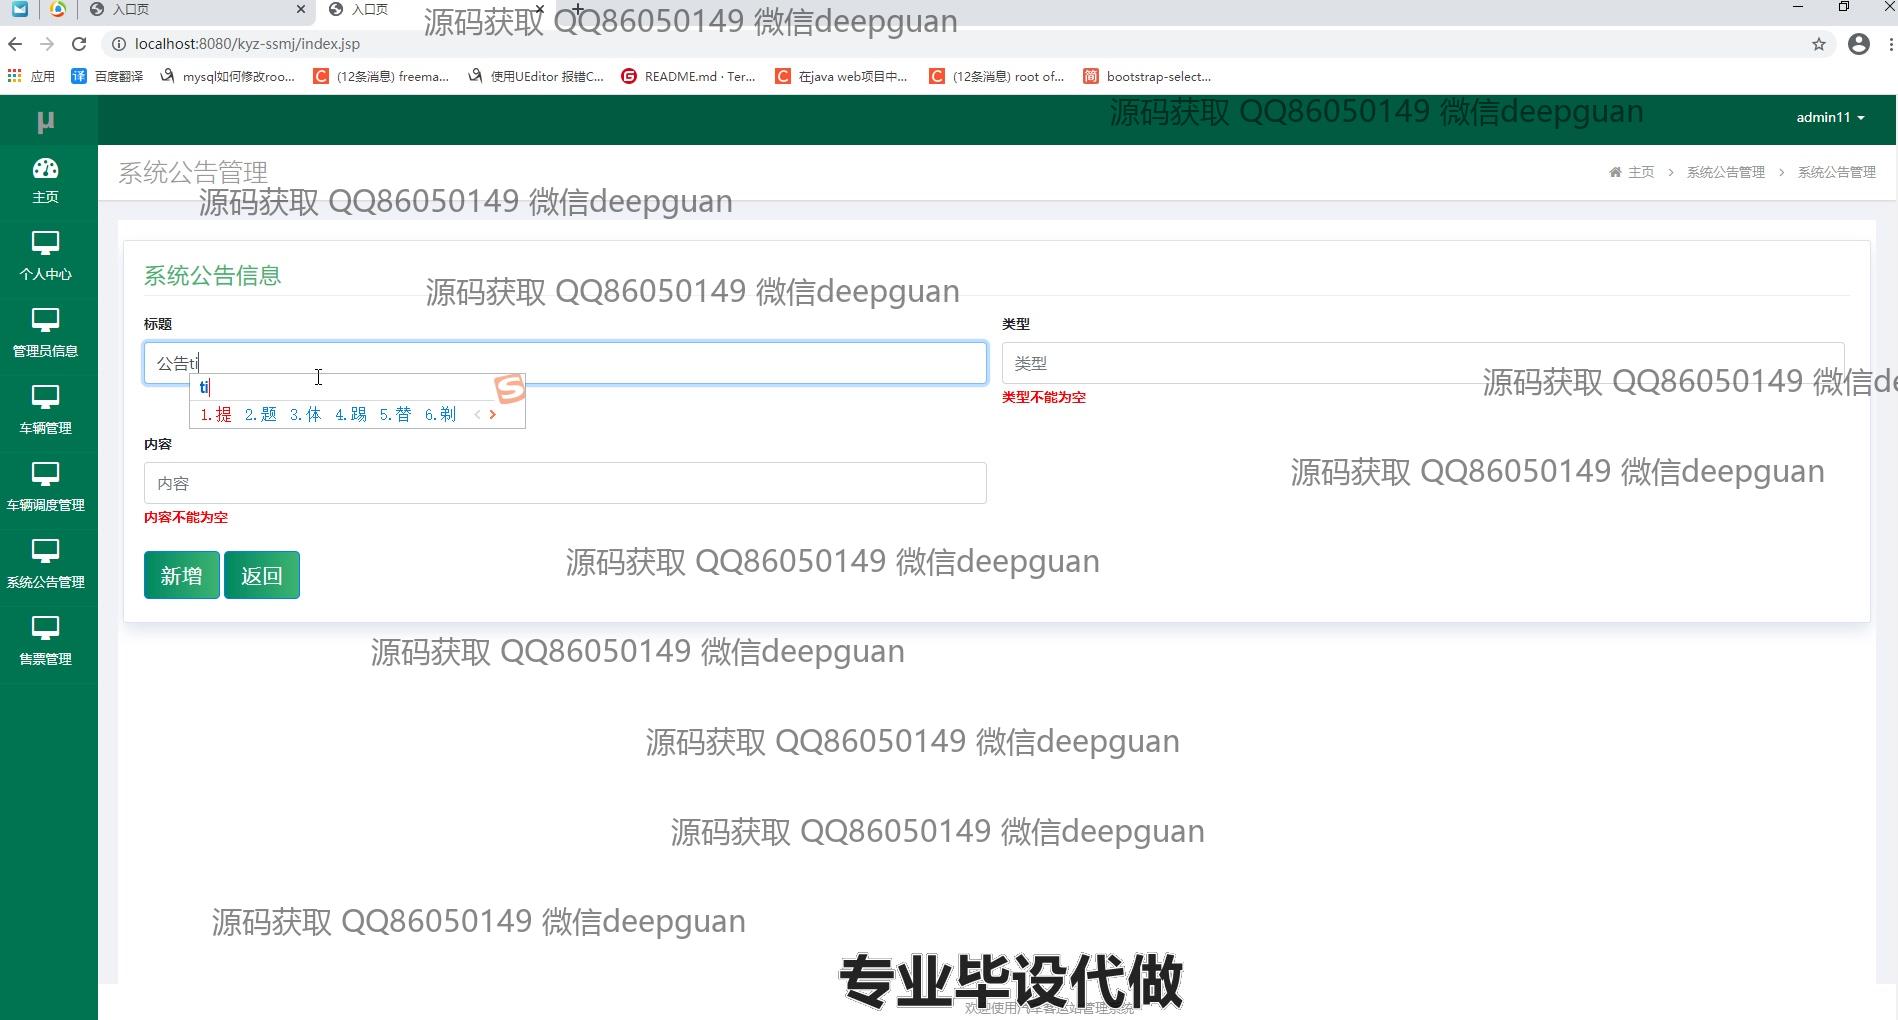 入口页
入口页
源码获取 QQ86050149 微信deepguan
localhost:8080/kyz-ssmj/index.jsp
应用
百度翻译
mysql如何修改roo...
(12条消息) freema...
使用UEditor 报错C...
README.md · Ter...
在java web项目中...
(12条消息) root of...
bootstrap-select...
μ
源码获取 QQ86050149 微信deepguan
admin11
主页
个人中心
管理员信息
车辆管理
车辆调度管理
系统公告管理
售票管理
系统公告管理
主页 > 系统公告管理 > 系统公告管理
源码获取 QQ86050149 微信deepguan
系统公告信息
源码获取 QQ86050149 微信deepguan
标题
类型
公告ti
类型
ti
1.提 2.题 3.体 4.踢 5.替 6.剃
源码获取 QQ86050149 微信de
类型不能为空
内容
内容
源码获取 QQ86050149 微信deepguan
内容不能为空
新增
返回
源码获取 QQ86050149 微信deepguan
源码获取 QQ86050149 微信deepguan
源码获取 QQ86050149 微信deepguan
源码获取 QQ86050149 微信deepguan
源码获取 QQ86050149 微信deepguan
专业毕设代做
欢迎使用汽车客运站管理系统